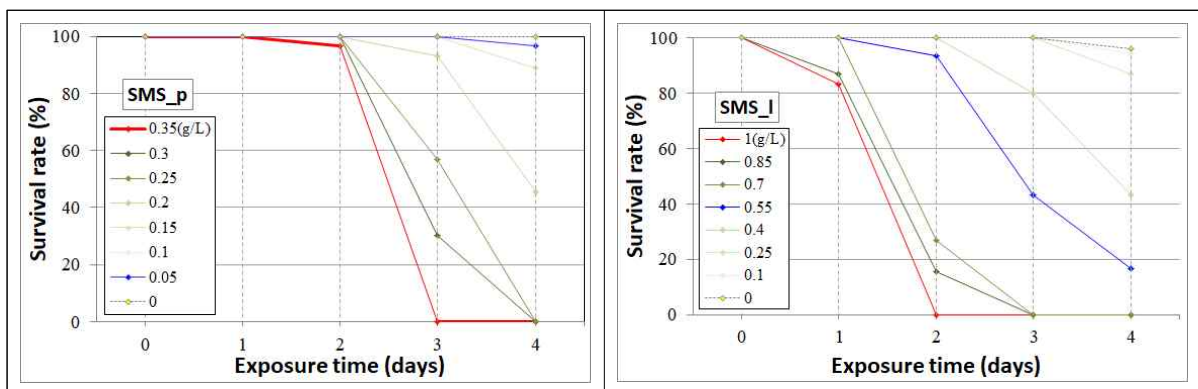 100
80
60
40
20
0
Survival rate (%)
SMS_p
0.35(g/L)
0.3
0.25
0.2
0.15
0.1
0.05
0
0 1 2 3 4
Exposure time (days)
100
80
60
40
20
0
Survival rate (%)
SMS_l
1(g/L)
0.85
0.7
0.55
0.4
0.25
0.1
0
0 1 2 3 4
Exposure time (days)